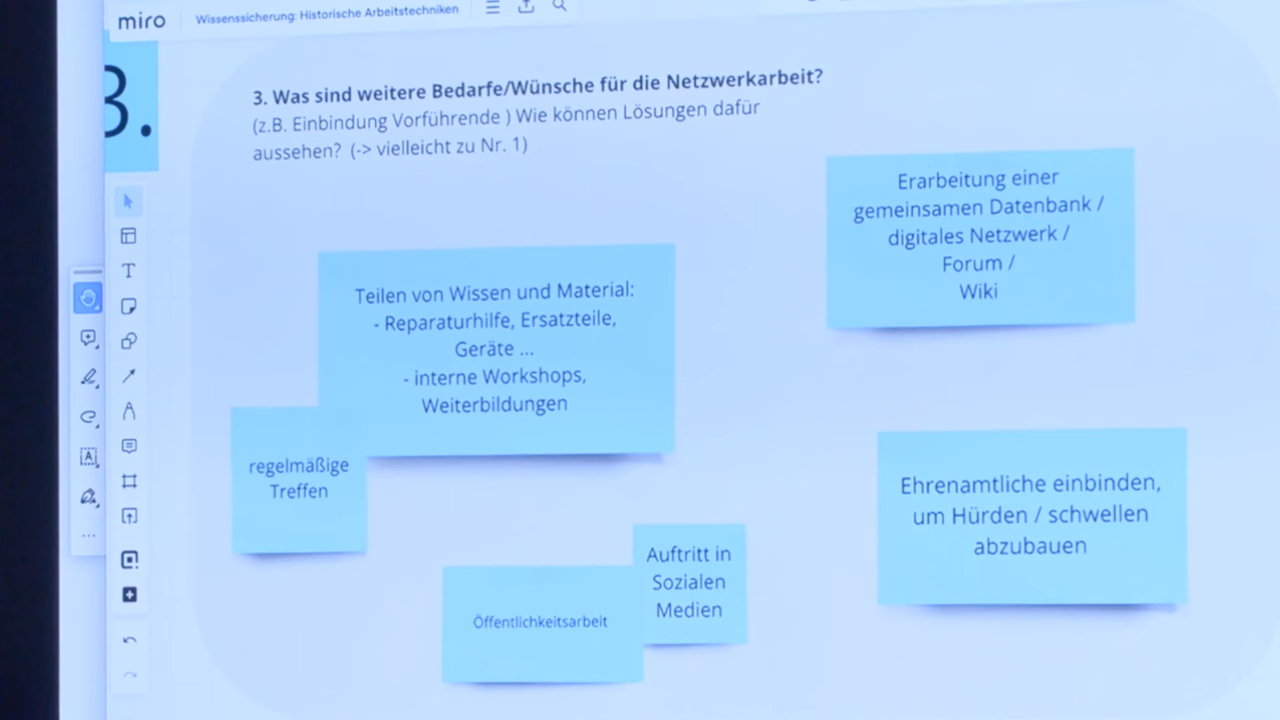 miro
Wissenssicherung: Historische Arbeitstechniken
3.
3. Was sind weitere Bedarfe/Wünsche für die Netzwerkarbeit?
(z.B. Einbindung Vorführende ) Wie können Lösungen dafür
aussehen? (-> vielleicht zu Nr. 1)
Erarbeitung einer
gemeinsamen Datenbank /
digitales Netzwerk /
Forum /
Wiki
Teilen von Wissen und Material:
- Reparaturhilfe, Ersatzteile,
Geräte ...
- interne Workshops,
Weiterbildungen
regelmäßige
Treffen
Ehrenamtliche einbinden,
um Hürden / schwellen
abzubauen
Auftritt in
Sozialen
Medien
Öffentlichkeitsarbeit